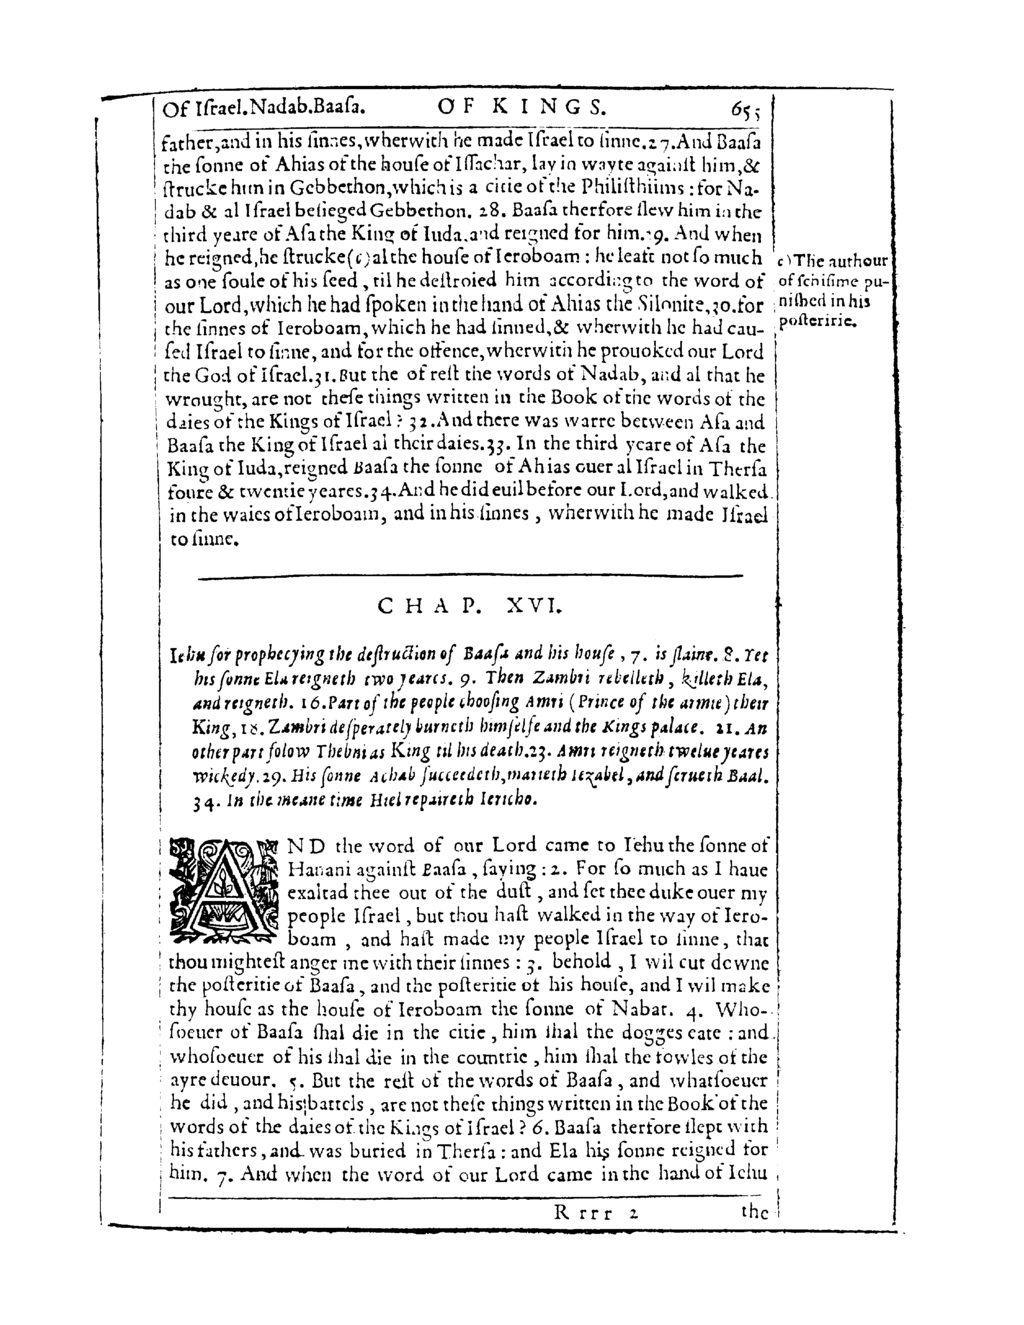 Of Iſrael. Nadab. Baaſa. OF KINGS. 655
father, and in his ſinnes, wherwith he made Iſrael to ſinne. 27. And Baaſa
the ſonne of Ahias of the houſe of Iſſachar, lay in wayte againſt him, &
ſtrucke him in Gebbethon, which is a citie of the Philiſthiims : for Na-
dab & al Iſrael beſieged Gebbethon. 28. Baaſa therfore ſlew him in the
third yeare of Aſa the King of Iuda, and reigned for him. 29. And when
he reigned, he ſtrucke (c) al the houſe of Ieroboam : he leaft not ſo much
as one ſoule of his ſeed, til he deſtroied him according to the word of
our Lord, which he had ſpoken in the hand of Ahias the Silonite, 30. for
the ſinnes of Ieroboam, which he had ſinned, & wherwith he had cau-
ſed Iſrael to ſinne, and for the offence, wherwith he prouoked our Lord
the God of Iſrael. 31. But the of reſt the words of Nadab, and al that he
wrought, are not theſe things written in the Book of the words of the
daies of the Kings of Iſrael ? 32. And there was warre between Aſa and
Baaſa the King of Iſrael al their daies. 33. In the third yeare of Aſa the
King of Iuda, reigned Baaſa the ſonne of Ahias ouer al Iſrael in Therſa
foure & twentie yeares. 34. And he did euil before our Lord, and walked
in the waies of Ieroboam, and in his ſinnes, wherwith he made Iſrael
to ſinne.
c) The authour
of ſchiſme pu-
niſhed in his
poſteritie.
CHAP. XVI.
Iehu for prophecying the deſtruction of Baaſa and his houſe, 7. is ſlaine. 8. Yet
his ſonne Ela reigneth two yeares. 9. Then Zambri rebelleth, killeth Ela,
and reigneth. 16. Part of the people chooſing Amri (Prince of the armie) their
King, 18. Zambri deſperately burneth himſelfe and the Kings palace. 21. An
other part folow Thebni as King til his death. 23. Amri reigneth twelue yeares
wickedy. 29. His ſonne Achab ſucceedeth, marieth Iezabel, and ſerueth Baal.
34. In the meane time Hiel repaireth Iericho.
AND the word of our Lord came to Iehu the ſonne of
Hanani againſt Baaſa, ſaying : 2. For ſo much as I haue
exaltad thee out of the duſt, and ſet thee duke ouer my
people Iſrael, but thou haſt walked in the way of Iero-
boam, and haſt made my people Iſrael to ſinne, that
thou mighteſt anger me with their ſinnes : 3. behold, I wil cut downe
the poſteritie of Baaſa, and the poſteritie of his houſe, and I wil make
thy houſe as the houſe of Ieroboam the ſonne of Nabat. 4. Who-
ſoeuer of Baaſa ſhal die in the citie, him ſhal the dogges eate : and
whoſoeuer of his ſhal die in the countrie, him ſhal the fowles of the
ayre deuour. 5. But the reſt of the words of Baaſa, and whatſoeuer
he did, and his battels, are not theſe things written in the Book of the
words of the daies of the Kings of Iſrael ? 6. Baaſa therfore ſlept with
his fathers, and was buried in Therſa : and Ela his ſonne reigned for
him. 7. And when the word of our Lord came in the hand of Iehu
Rrrr 2 the